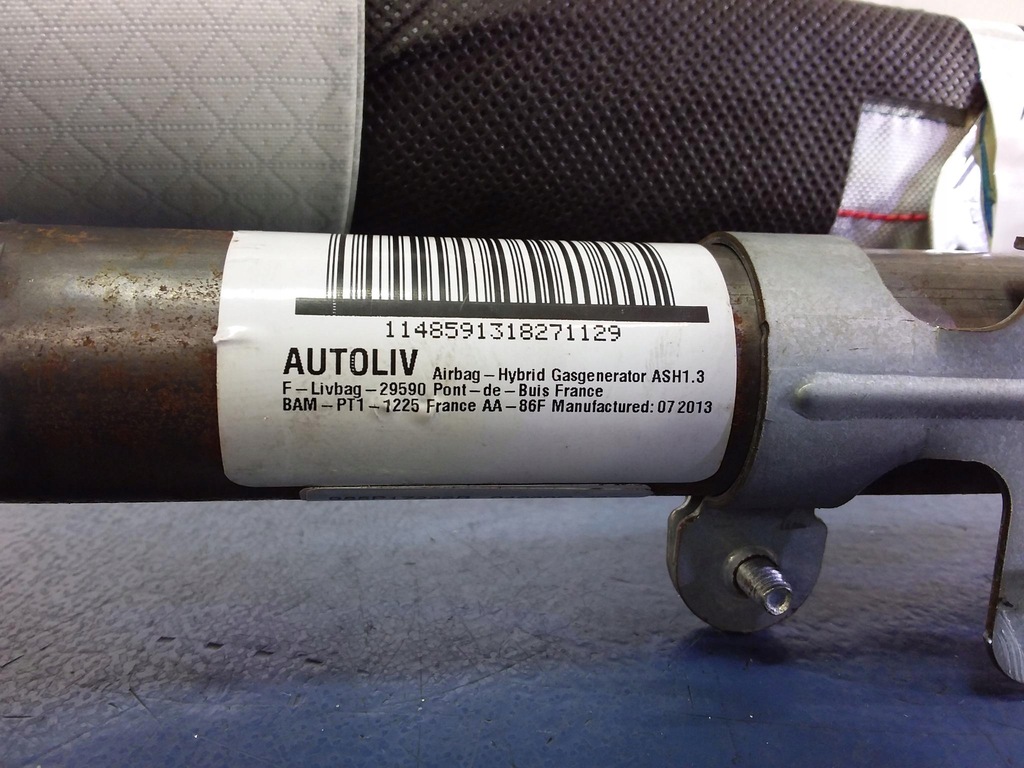 1148591318271129
AUTOLIV Airbag – Hybrid Gasgenerator ASH1.3
F – Livbag – 29590 Pont – de – Buis France
BAM – PT1 – 1225 France AA – 86F Manufactured: 07 2013